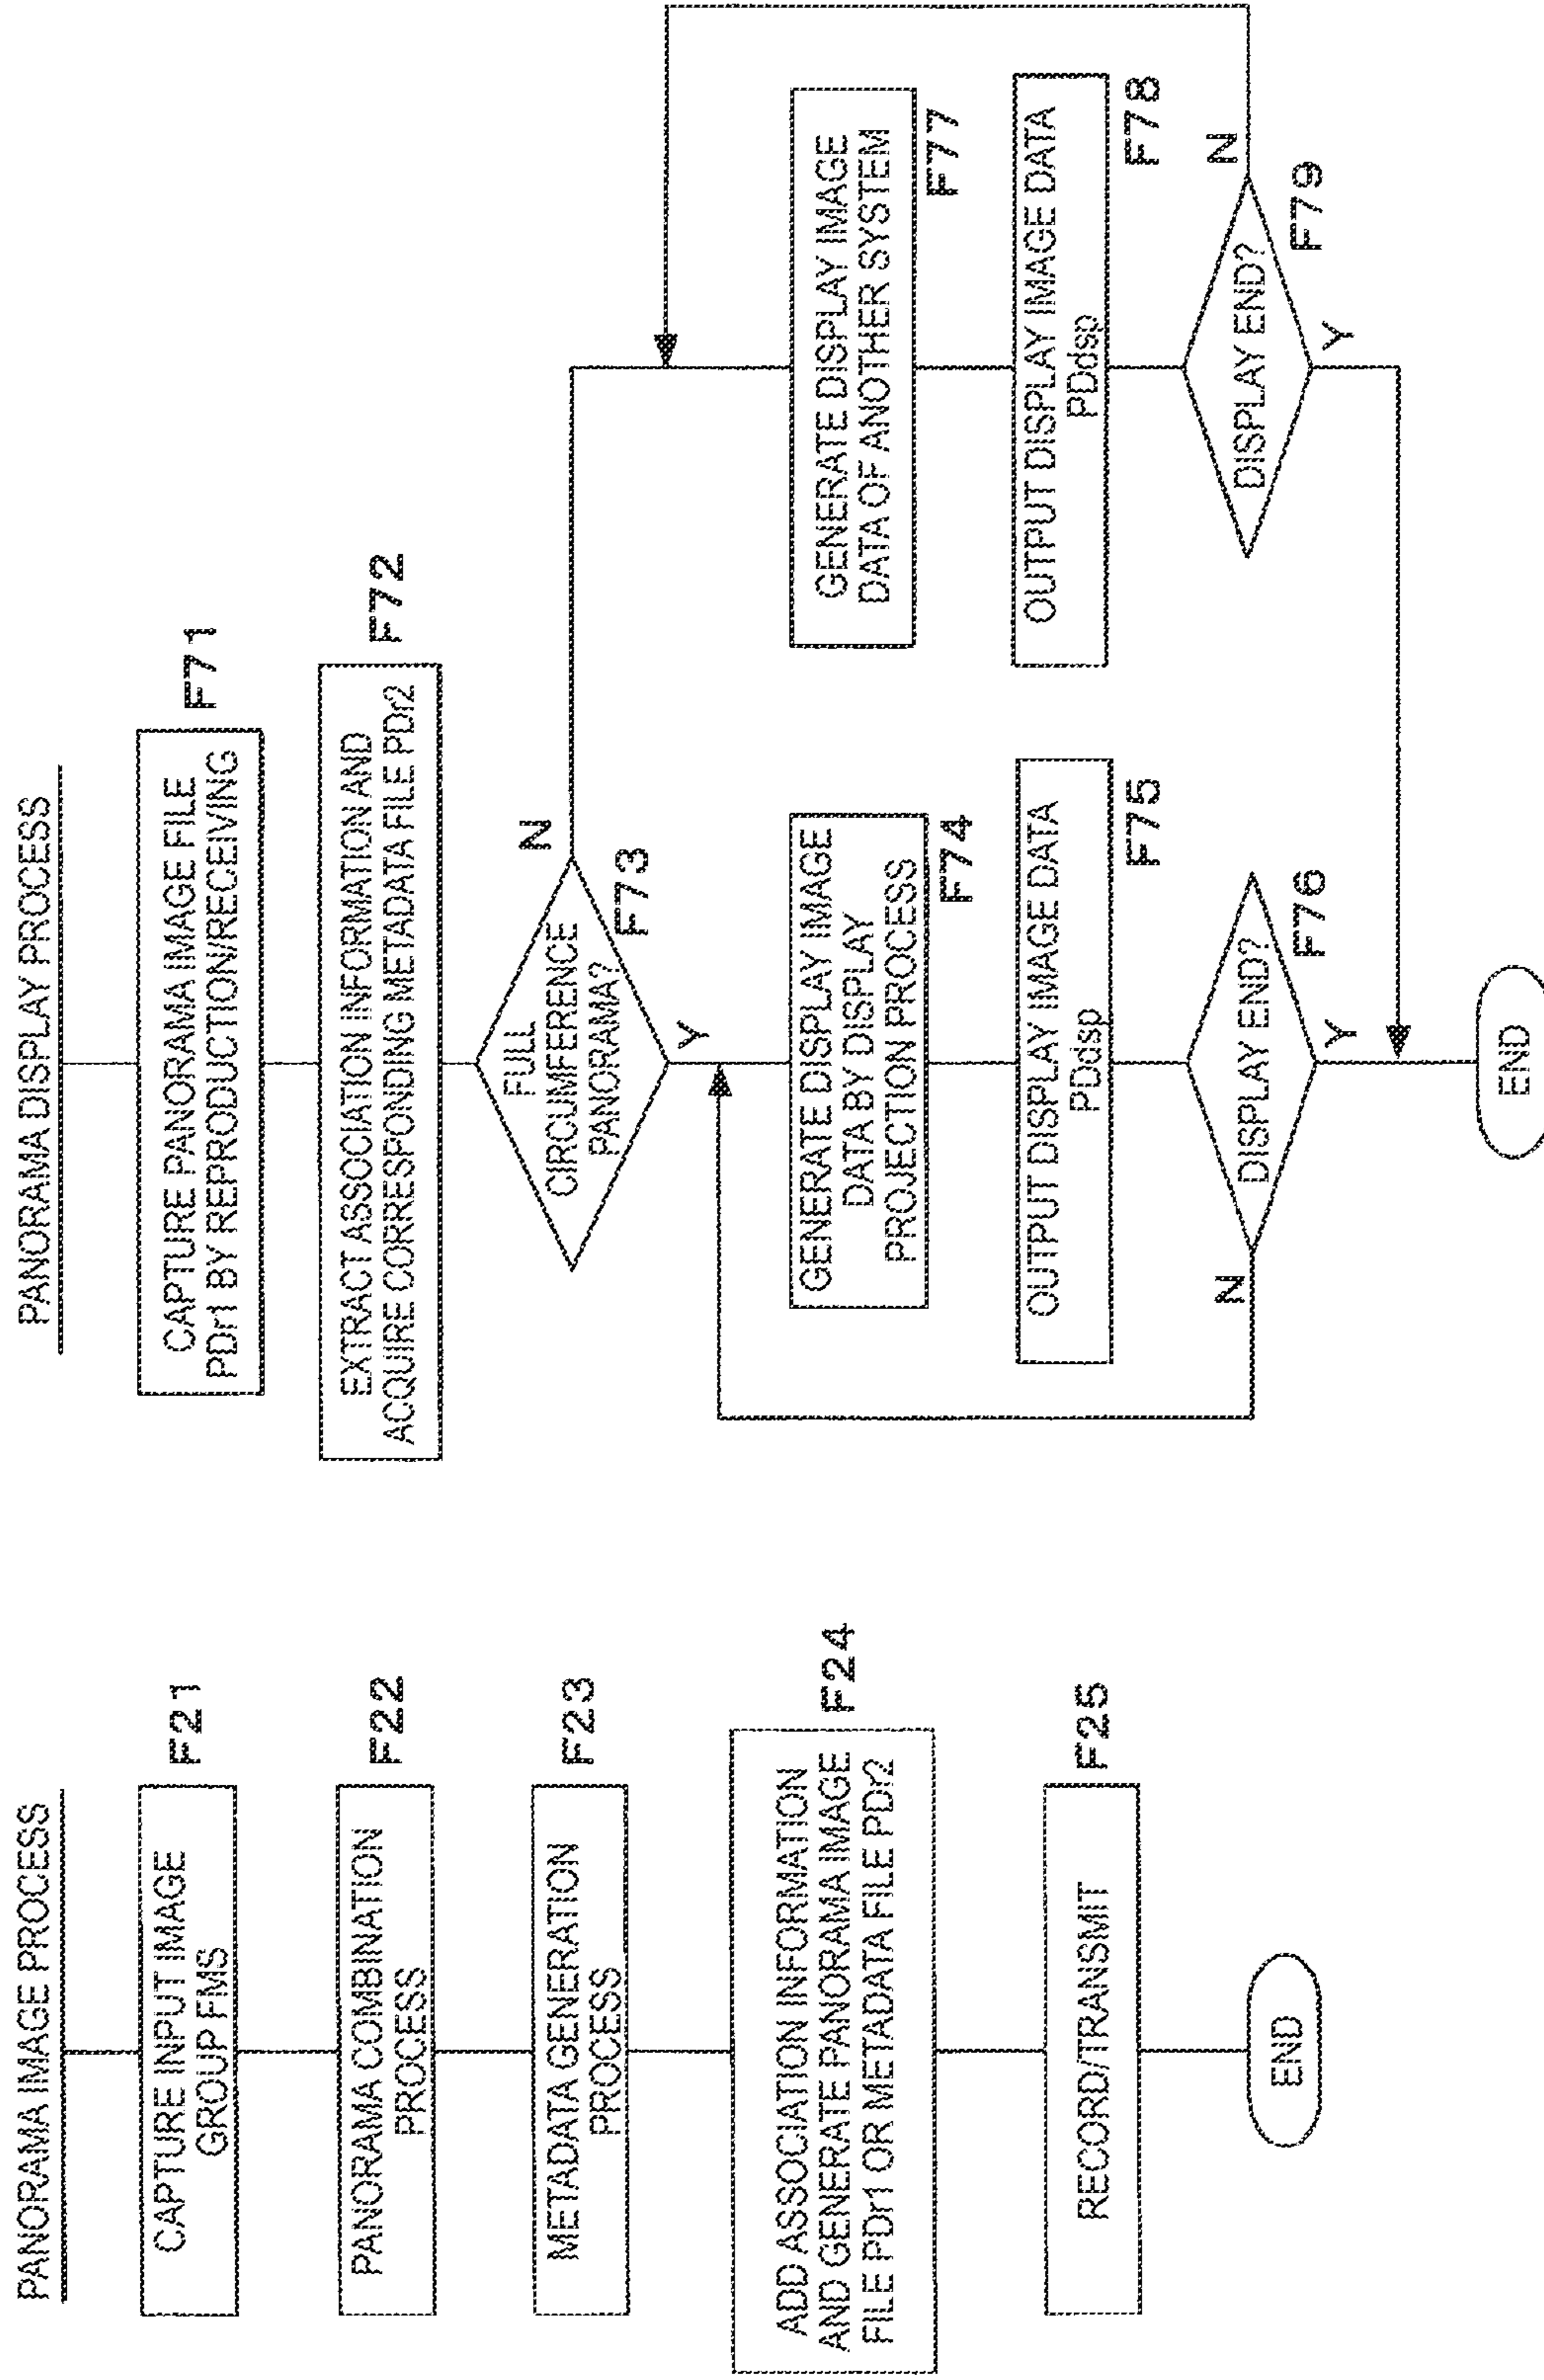 PANORAMA IMAGE PROCESS
CAPTURE INPUT IMAGE
GROUP FMS
F21
PANORAMA COMBINATION
PROCESS
F22
METADATA GENERATION
PROCESS
F23
ADD ASSOCIATION INFORMATION
AND GENERATE PANORAMA IMAGE
FILE PDr1 OR METADATA FILE PDr2
F24
RECORD/TRANSMIT
F25
END
PANORAMA DISPLAY PROCESS
CAPTURE PANORAMA IMAGE FILE
PDr1 BY REPRODUCTION/RECEIVING
F71
EXTRACT ASSOCIATION INFORMATION AND
ACQUIRE CORRESPONDING METADATA FILE PDr2
F72
FULL
CIRCUMFERENCE
PANORAMA?
F73
N
Y
GENERATE DISPLAY IMAGE
DATA BY DISPLAY
PROJECTION PROCESS
F74
OUTPUT DISPLAY IMAGE DATA
PDdsp
F75
DISPLAY END?
F76
N
Y
GENERATE DISPLAY IMAGE
DATA OF ANOTHER SYSTEM
F77
OUTPUT DISPLAY IMAGE DATA
PDdsp
F78
DISPLAY END?
F79
N
Y
END